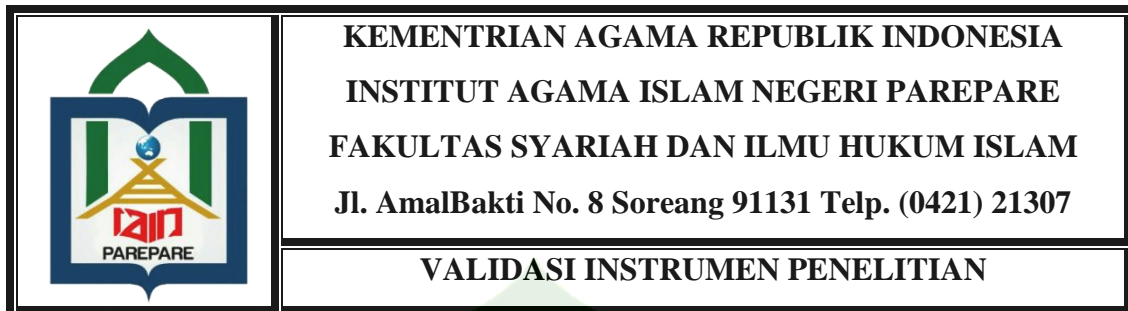 KEMENTRIAN AGAMA REPUBLIK INDONESIA
INSTITUT AGAMA ISLAM NEGERI PAREPARE
FAKULTAS SYARIAH DAN ILMU HUKUM ISLAM
Jl. AmalBakti No. 8 Soreang 91131 Telp. (0421) 21307
IAIN
PAREPARE
VALIDASI INSTRUMEN PENELITIAN